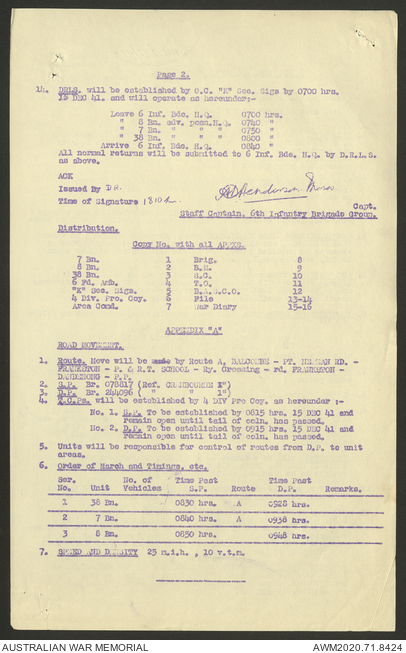 Page 2.
14. DRLS. will be established by O.C. "K" Sec. Sigs by 0700 hrs.
15 DEC 41. and will operate as hereunder:-
Leave 6 Inf. Bde. H.Q. 0700 hrs.
" 8 Bn. adv. posn.H.Q. 0740 "
" 7 Bn. " " " 0750 "
" 38 Bn. " " " 0800 "
Arrive 6 Inf. Bde. H.Q. 0840 "
All normal returns will be submitted to 6 Inf. Bde. H.Q. by D.R.L.S.
as above.
ACK
Issued By DR.
Time of Signature 1810 h
Capt.
Staff Captain. 6th Infantry Brigade Group.
Distribution.
Copy No. with all APPXS.
7 Bn. 1 Brig. 8
8 Bn. 2 B.M. 9
38 Bn. 3 S.C. 10
6 Fd. Amb. 4 T.O. 11
"K" Sec. Sigs. 5 B.A.S.C.O. 12
4 Div. Pro. Coy. 6 File 13-14
Area Comd. 7 War Diary 15-16
APPENDIX "A"
ROAD MOVEMENT.
1. Route. Move will be made by Route A, BALCOMBE - PT. NEPEAN RD. -
FRANKSTON - P. & R.T. SCHOOL - Ry. Crossing - rd. FRANKSTON -
DANDENONG - D.P.
2. S.P. Br. 078817 (Ref. CRANBOURNE 1")
3. D.P. Br. 244096 ( " " 1")
4. T.C.Ps. will be established by 4 DIV Pro Coy. as hereunder :-
No. 1. S.P. To be established by 0815 hrs. 15 DEC 41 and
remain open until tail of coln. has passed.
No. 2. D.P. To be established by 0915 hrs. 15 DEC 41 and
remain open until tail of coln. has passed.
5. Units will be responsible for control of routes from D.P. to unit
areas.
6. Order of March and Timings. etc.
Ser. No. of Time Past Time Past
No. Unit Vehicles S.P. Route D.P. Remarks.
1 38 Bn. 0830 hrs. A 0928 hrs.
2 7 Bn. 0840 hrs. A 0938 hrs.
3 8 Bn. 0850 hrs. 0948 hrs.
7. SPEED AND DENSITY 25 m.i.h. , 10 v.t.m.
AUSTRALIAN WAR MEMORIAL AWM2020.71.8424